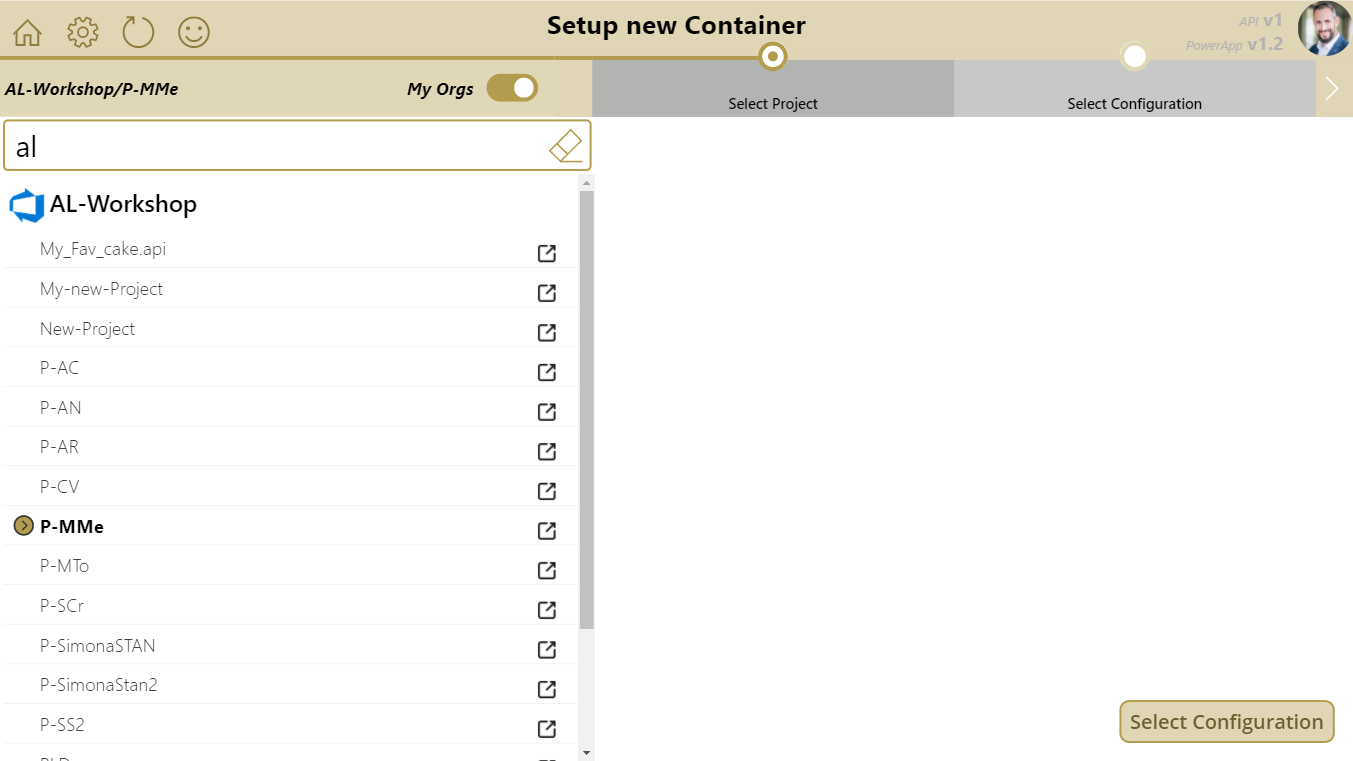 Setup new Container
API v1
PowerApp v1.2
AL-Workshop/P-MMe
My Orgs
Select Project
Select Configuration
al
AL-Workshop
My_Fav_cake.api
My-new-Project
New-Project
P-AC
P-AN
P-AR
P-CV
P-MMe
P-MTo
P-SCr
P-SimonaSTAN
P-SimonaStan2
P-SS2
Select Configuration